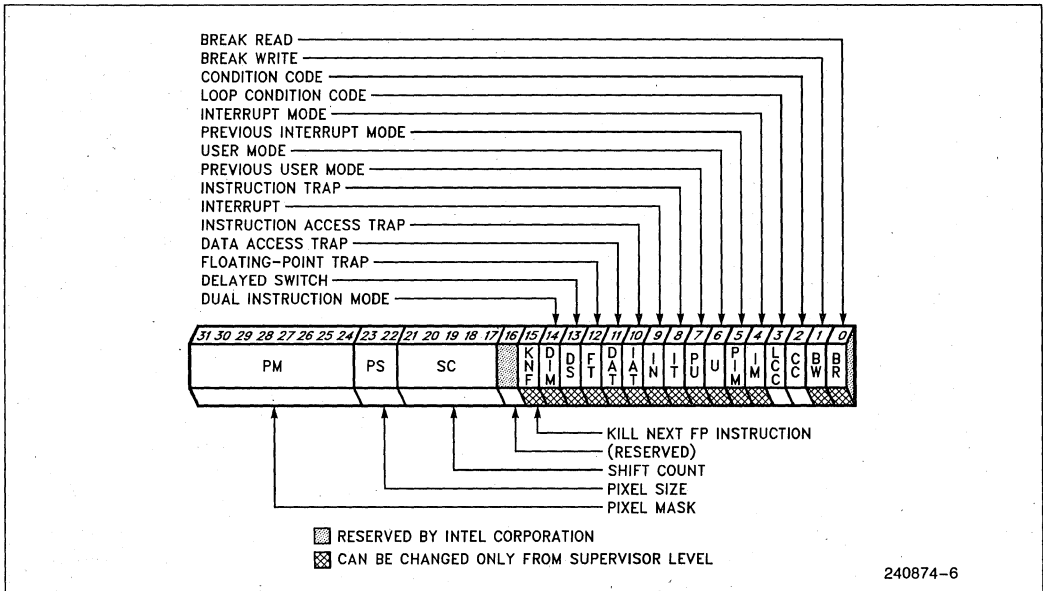 BREAK READ
BREAK WRITE
CONDITION CODE
LOOP CONDITION CODE
INTERRUPT MODE
PREVIOUS INTERRUPT MODE
USER MODE
PREVIOUS USER MODE
INSTRUCTION TRAP
INTERRUPT
INSTRUCTION ACCESS TRAP
DATA ACCESS TRAP
FLOATING-POINT TRAP
DELAYED SWITCH
DUAL INSTRUCTION MODE
31 30 29 28 27 26 25 24 23 22 21 20 19 18 17 16 15 14 13 12 11 10 9 8 7 6 5 4 3 2 1 0
PM PS SC KNF DIM DS FT DAT IAT IN IT PU U PIM IM LCC CC BW BR
KILL NEXT FP INSTRUCTION
(RESERVED)
SHIFT COUNT
PIXEL SIZE
PIXEL MASK
RESERVED BY INTEL CORPORATION
CAN BE CHANGED ONLY FROM SUPERVISOR LEVEL
240874-6